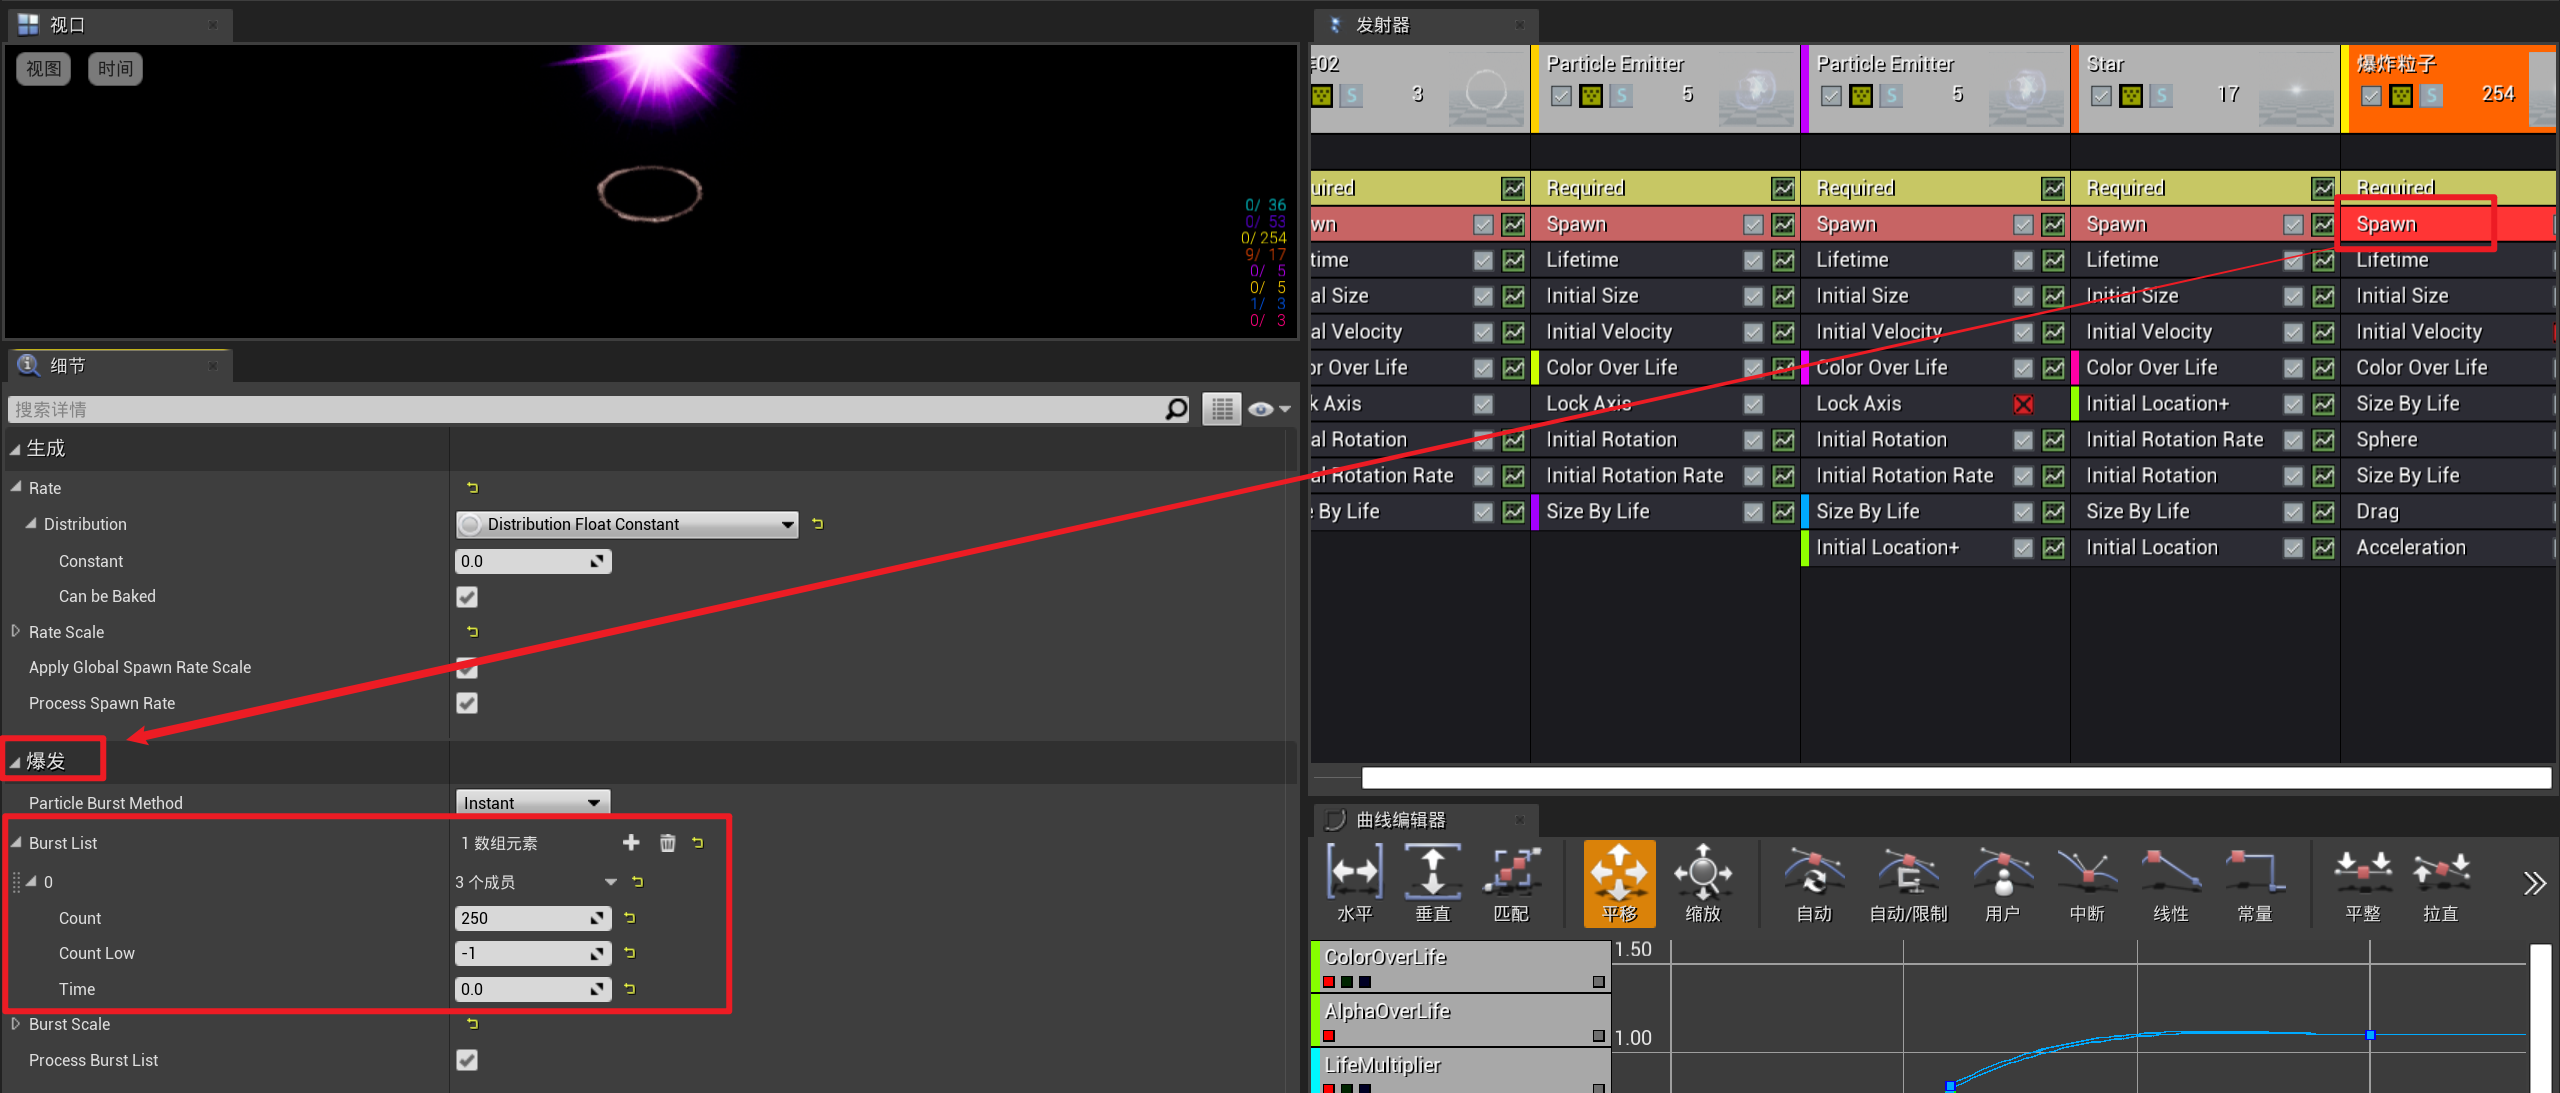 视口
视图
时间
0/ 36
0/ 53
0/ 254
9/ 17
0/ 5
0/ 5
1/ 3
0/ 3
细节
搜索详情
生成
Rate
Distribution
Distribution Float Constant
Constant
0.0
Can be Baked
Rate Scale
Apply Global Spawn Rate Scale
Process Spawn Rate
爆发
Particle Burst Method
Instant
Burst List
1 数组元素
0
3 个成员
Count
250
Count Low
-1
Time
0.0
Burst Scale
Process Burst List
发射器
02
S
3
uired
wn
time
al Size
al Velocity
or Over Life
k Axis
al Rotation
al Rotation Rate
By Life
Particle Emitter
S
5
Required
Spawn
Lifetime
Initial Size
Initial Velocity
Color Over Life
Lock Axis
Initial Rotation
Initial Rotation Rate
Size By Life
Particle Emitter
S
5
Required
Spawn
Lifetime
Initial Size
Initial Velocity
Color Over Life
Lock Axis
Initial Rotation
Initial Rotation Rate
Size By Life
Initial Location+
Star
S
17
Required
Spawn
Lifetime
Initial Size
Initial Velocity
Color Over Life
Initial Location+
Initial Rotation Rate
Initial Rotation
Size By Life
Initial Location
爆炸粒子
S
254
Required
Spawn
Lifetime
Initial Size
Initial Velocity
Color Over Life
Size By Life
Sphere
Size By Life
Drag
Acceleration
曲线编辑器
水平
垂直
匹配
平移
缩放
自动
自动/限制
用户
中断
线性
常量
平整
拉直
ColorOverLife
AlphaOverLife
LifeMultiplier
1.50
1.00